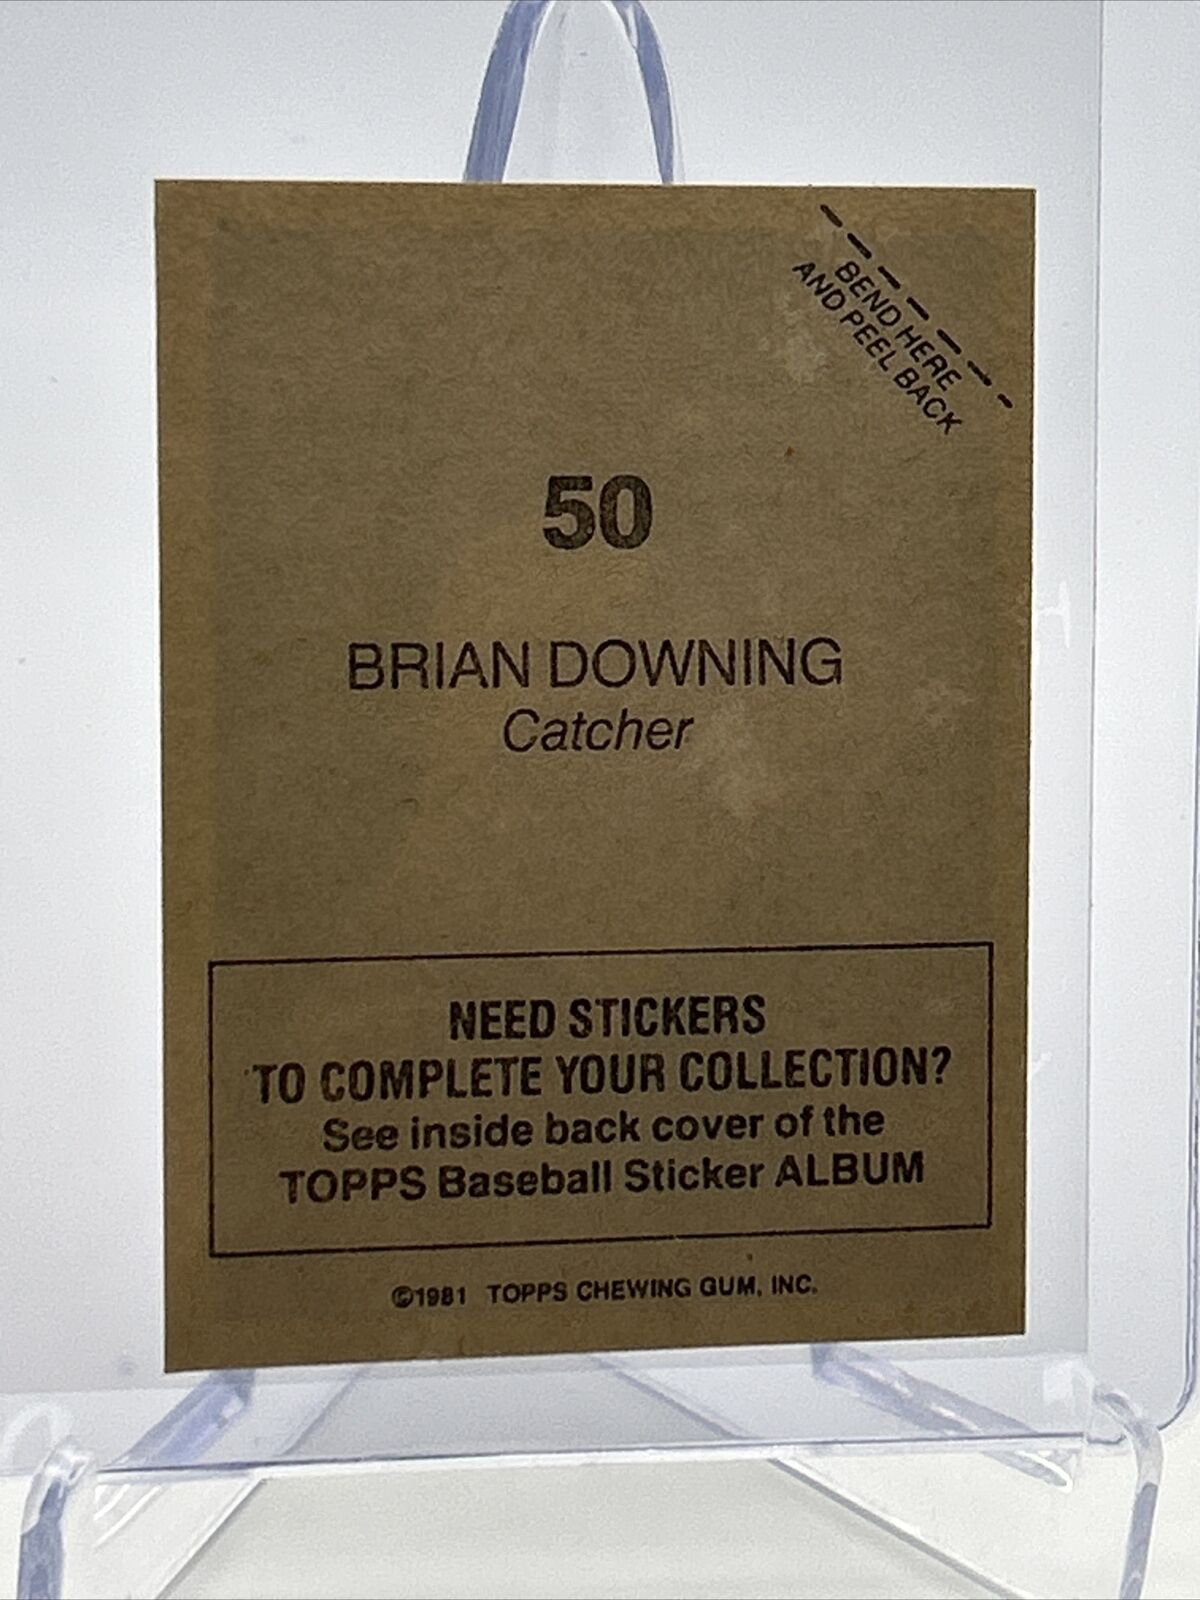 BEND HERE
AND PEEL BACK
50
BRIAN DOWNING
Catcher
NEED STICKERS
TO COMPLETE YOUR COLLECTION?
See inside back cover of the
TOPPS Baseball Sticker ALBUM
©1981 TOPPS CHEWING GUM, INC.